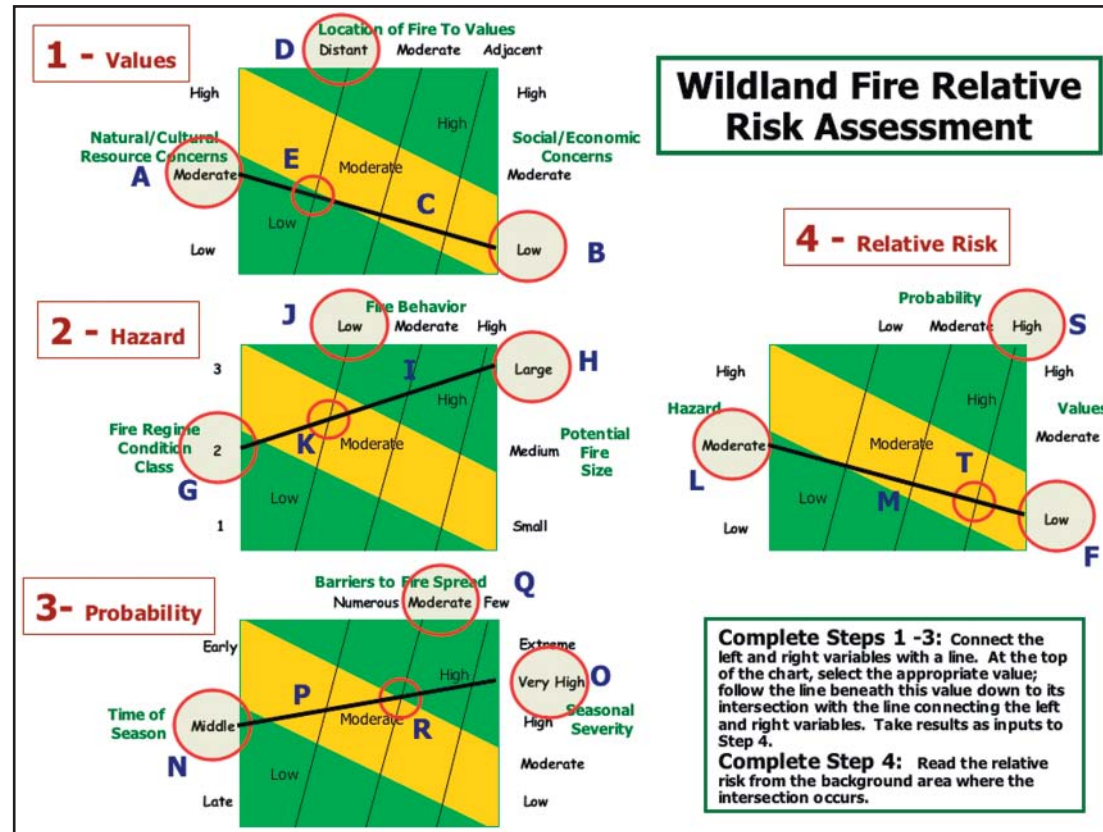 1 - Values
Location of Fire To Values
D
Distant Moderate Adjacent
High
High
High
Natural/Cultural
Resource Concerns
Social/Economic
Concerns
A
Moderate
E
Moderate
C
Moderate
Low
Low
Low
B
Wildland Fire Relative
Risk Assessment
2 - Hazard
Fire Behavior
J
Low Moderate High
3
I
Large
H
High
Fire Regime
Condition
Class
2
G
K
Moderate
Medium
Potential
Fire
Size
Low
1
Small
3- Probability
Barriers to Fire Spread
Q
Numerous Moderate Few
Early
Extreme
High
Very High
O
Time of
Season
Middle
N
P
Moderate
R
Seasonal
Severity
High
Low
Moderate
Late
Low
4 - Relative Risk
Probability
Low Moderate High
S
High
High
High
Hazard
Values
Moderate
L
Moderate
T
Moderate
Low
M
Low
Low
F
Complete Steps 1 -3: Connect the
left and right variables with a line. At the top
of the chart, select the appropriate value;
follow the line beneath this value down to its
intersection with the line connecting the left
and right variables. Take results as inputs to
Step 4.
Complete Step 4: Read the relative
risk from the background area where the
intersection occurs.